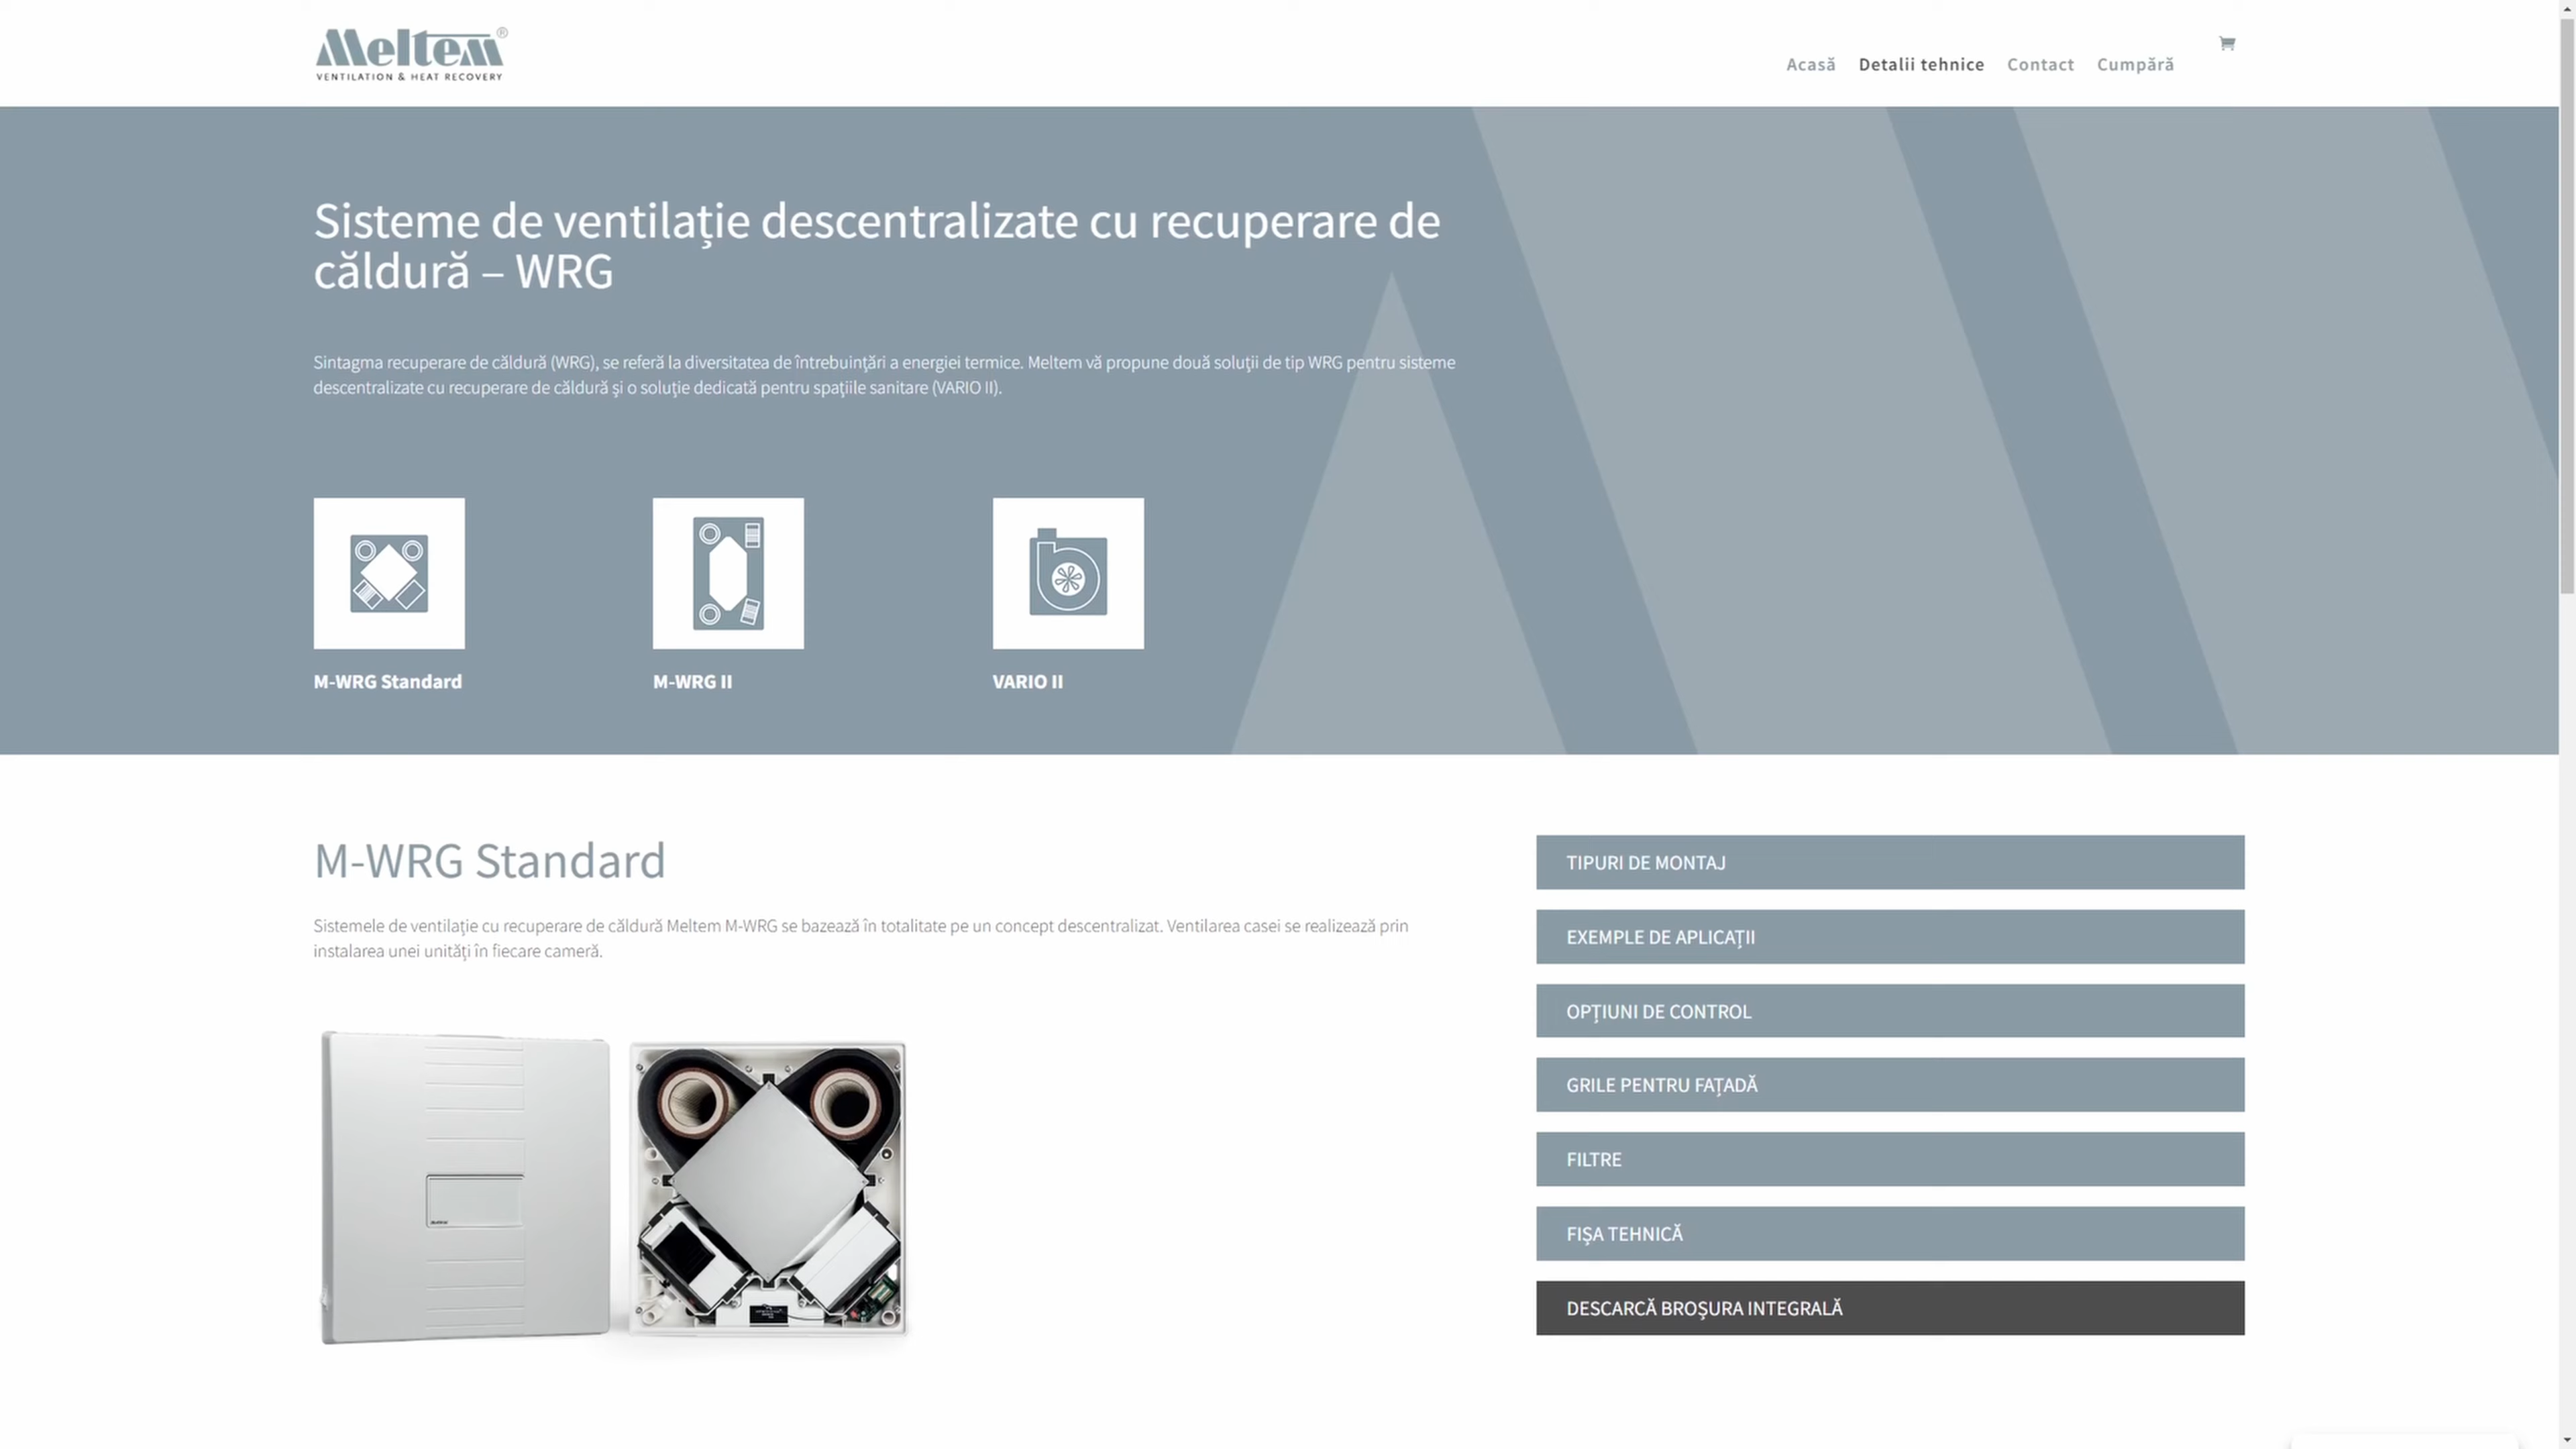 Meltem®
VENTILATION & HEAT RECOVERY
Acasă Detalii tehnice Contact Cumpără
Sisteme de ventilație descentralizate cu recuperare de
căldură – WRG
Sintagma recuperare de căldură (WRG), se referă la diversitatea de întrebuințări a energiei termice. Meltem vă propune două soluții de tip WRG pentru sisteme
descentralizate cu recuperare de căldură și o soluție dedicată pentru spațiile sanitare (VARIO II).
M-WRG Standard
M-WRG II
VARIO II
M-WRG Standard
Sistemele de ventilație cu recuperare de căldură Meltem M-WRG se bazează în totalitate pe un concept descentralizat. Ventilarea casei se realizează prin
instalarea unei unități în fiecare cameră.
TIPURI DE MONTAJ
EXEMPLE DE APLICAȚII
OPȚIUNI DE CONTROL
GRILE PENTRU FAȚADĂ
FILTRE
FIȘA TEHNICĂ
DESCARCĂ BROȘURA INTEGRALĂ